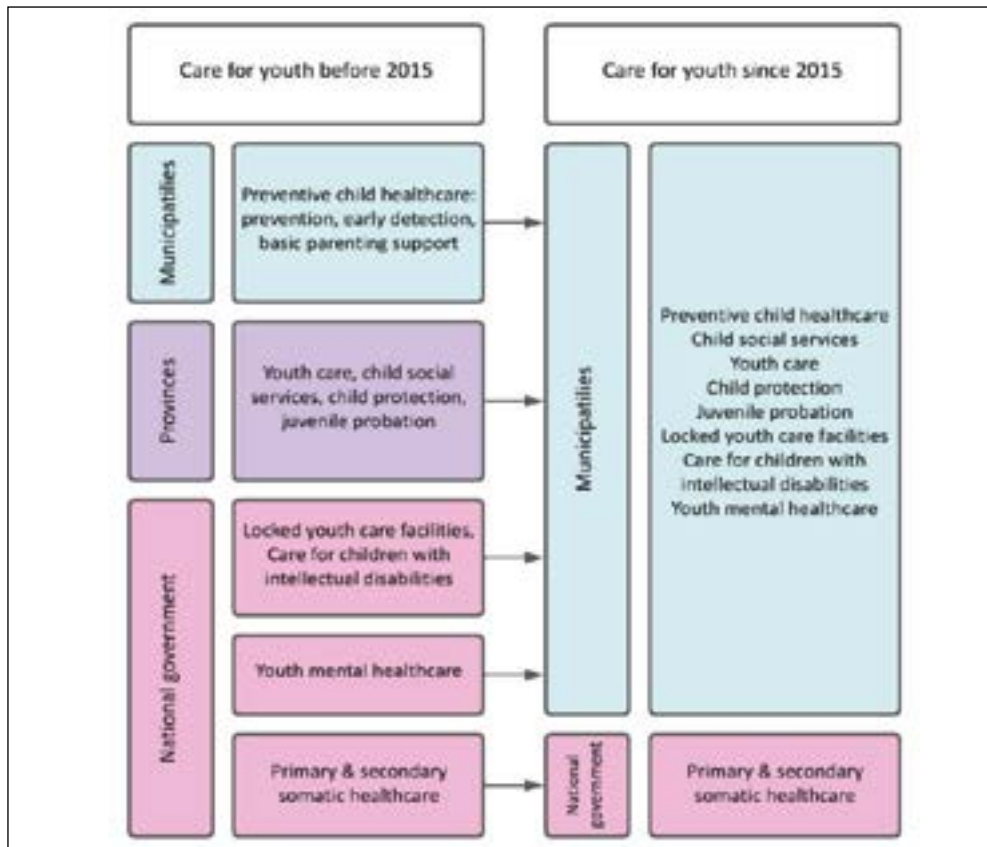 Care for youth before 2015
Care for youth since 2015
Municipatilies
Preventive child healthcare:
prevention, early detection,
basic parenting support
Provinces
Youth care, child social
services, child protection,
juvenile probation
National government
Locked youth care facilities,
Care for children with
intellectual disabilities
Youth mental healthcare
Primary & secondary
somatic healthcare
Municipatilies
Preventive child healthcare
Child social services
Youth care
Child protection
Juvenile probation
Locked youth care facilities
Care for children with
intellectual disabilities
Youth mental healthcare
National
government
Primary & secondary
somatic healthcare